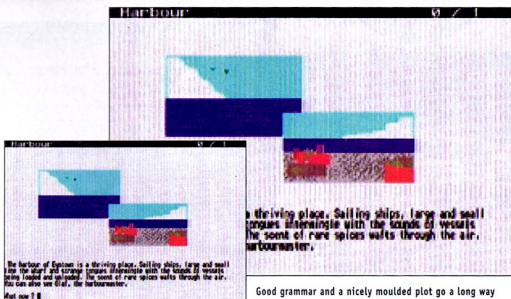 Harbour 0 / 1
a thriving place. Sailing ships, large and small
tongues intermingle with the sounds of vessels
The scent of rare spices wafts through the air.
harbourmaster.
Harbour 0 / 1
The harbour of is a thriving place. Sailing ships, large and small
line the wharf and strange tongues intermingle with the sounds of vessels
being loaded and unloaded. The scent of rare spices wafts through the air.
You can also see Olaf, the harbourmaster.
What now ?
Good grammar and a nicely moulded plot go a long way